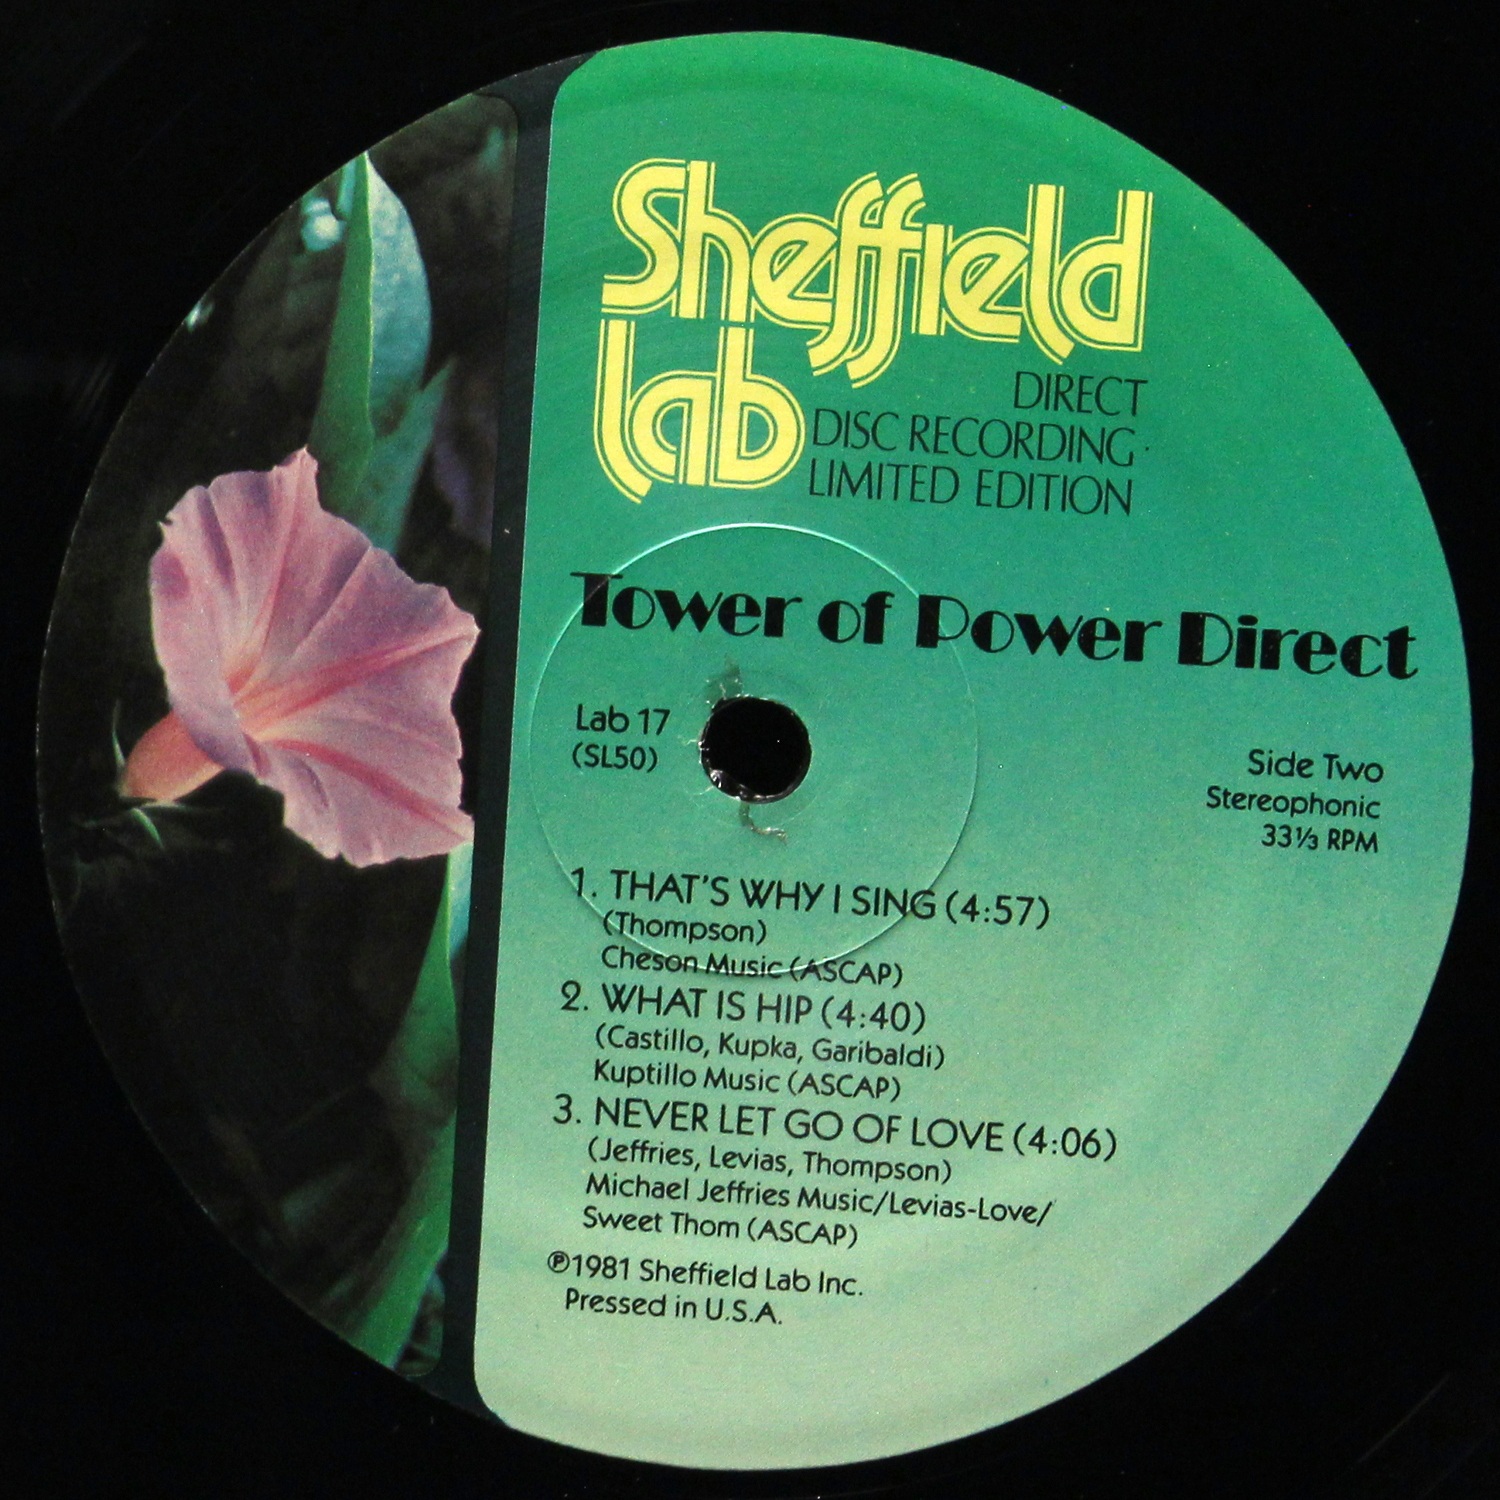 Sheffield
Lab
DIRECT
DISC RECORDING
LIMITED EDITION
Tower of Power Direct
Lab 17
(SL50)
Side Two
Stereophonic
33⅓ RPM
1. THAT'S WHY I SING (4:57)
(Thompson)
Cheson Music (ASCAP)
2. WHAT IS HIP (4:40)
(Castillo, Kupka, Garibaldi)
Kuptillo Music (ASCAP)
3. NEVER LET GO OF LOVE (4:06)
(Jeffries, Levias, Thompson)
Michael Jeffries Music/Levias-Love/
Sweet Thom (ASCAP)
℗1981 Sheffield Lab Inc.
Pressed in U.S.A.